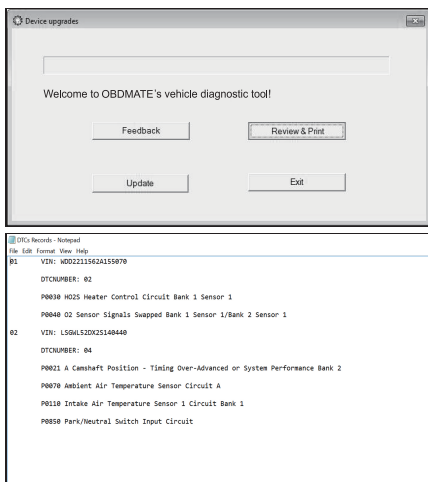 Device upgrades
Welcome to OBDMATE's vehicle diagnostic tool!
Feedback Review & Print
Update Exit
DTCs Records - Notepad
File Edit Format View Help
01 VIN: WDD2211562A155070
DTCNUMBER: 02
P0030 HO2S Heater Control Circuit Bank 1 Sensor 1
P0040 O2 Sensor Signals Swapped Bank 1 Sensor 1/Bank 2 Sensor 1
02 VIN: LSGWL52DX2S140440
DTCNUMBER: 04
P0021 A Camshaft Position - Timing Over-Advanced or System Performance Bank 2
P0070 Ambient Air Temperature Sensor Circuit A
P0110 Intake Air Temperature Sensor 1 Circuit Bank 1
P0850 Park/Neutral Switch Input Circuit